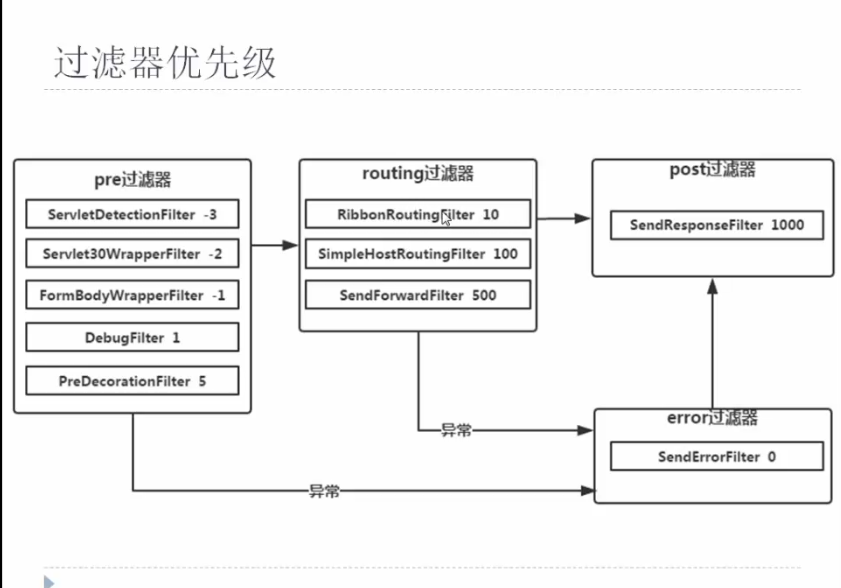 过滤器优先级
pre过滤器
ServletDetectionFilter -3
Servlet30WrapperFilter -2
FormBodyWrapperFilter -1
DebugFilter 1
PreDecorationFilter 5
routing过滤器
RibbonRoutingFilter 10
SimpleHostRoutingFilter 100
SendForwardFilter 500
post过滤器
SendResponseFilter 1000
异常
error过滤器
SendErrorFilter 0
异常